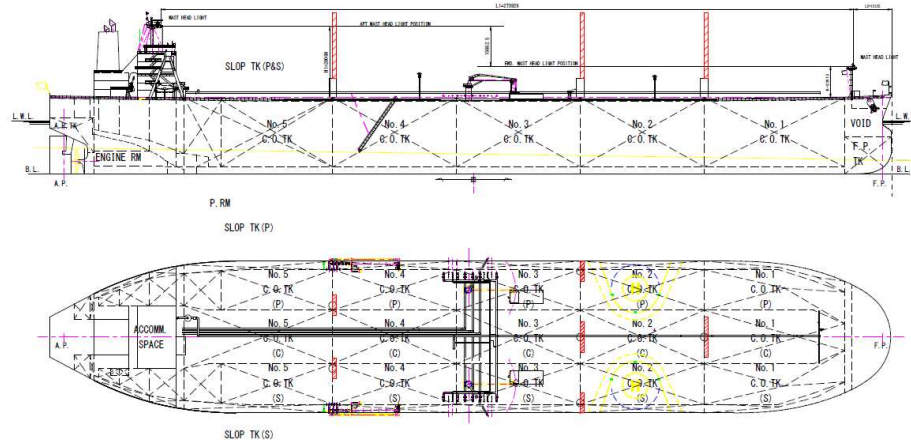 L1=273929
MAST HEAD LIGHT
AFT MAST HEAD LIGHT POSITION
MAST HEAD LIGHT
SLOP TK(P&S)
FWD. MAST HEAD LIGHT POSITION
L.W.L.
A.P.TK
No. 5
C.O.TK
No. 4
C.O.TK
No. 3
C.O.TK
No. 2
C.O.TK
No. 1
C.O.TK
VOID
L.W.L.
F.P.
TK
ENGINE RM
B.L.
B.L.
A.P.
F.P.
P.RM
SLOP TK(P)
No. 5
C.O.TK
(P)
No. 4
C.O.TK
(P)
No. 3
C.O.TK
(P)
No. 2
C.O.TK
(P)
No. 1
C.O.TK
(P)
A.P.
ACCOMM.
SPACE
No. 5
C.O.TK
(C)
No. 4
C.O.TK
(C)
No. 3
C.O.TK
(C)
No. 2
C.O.TK
(C)
No. 1
C.O.TK
(C)
F.P.
No. 5
C.O.TK
(S)
No. 4
C.O.TK
(S)
No. 3
C.O.TK
(S)
No. 2
C.O.TK
(S)
No. 1
C.O.TK
(S)
SLOP TK(S)